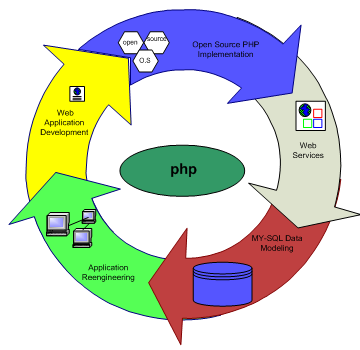 open
source
O.S
Open Source PHP
Implementation
Web
Services
MY-SQL Data
Modeling
Application
Reengineering
Web
Application
Development
php